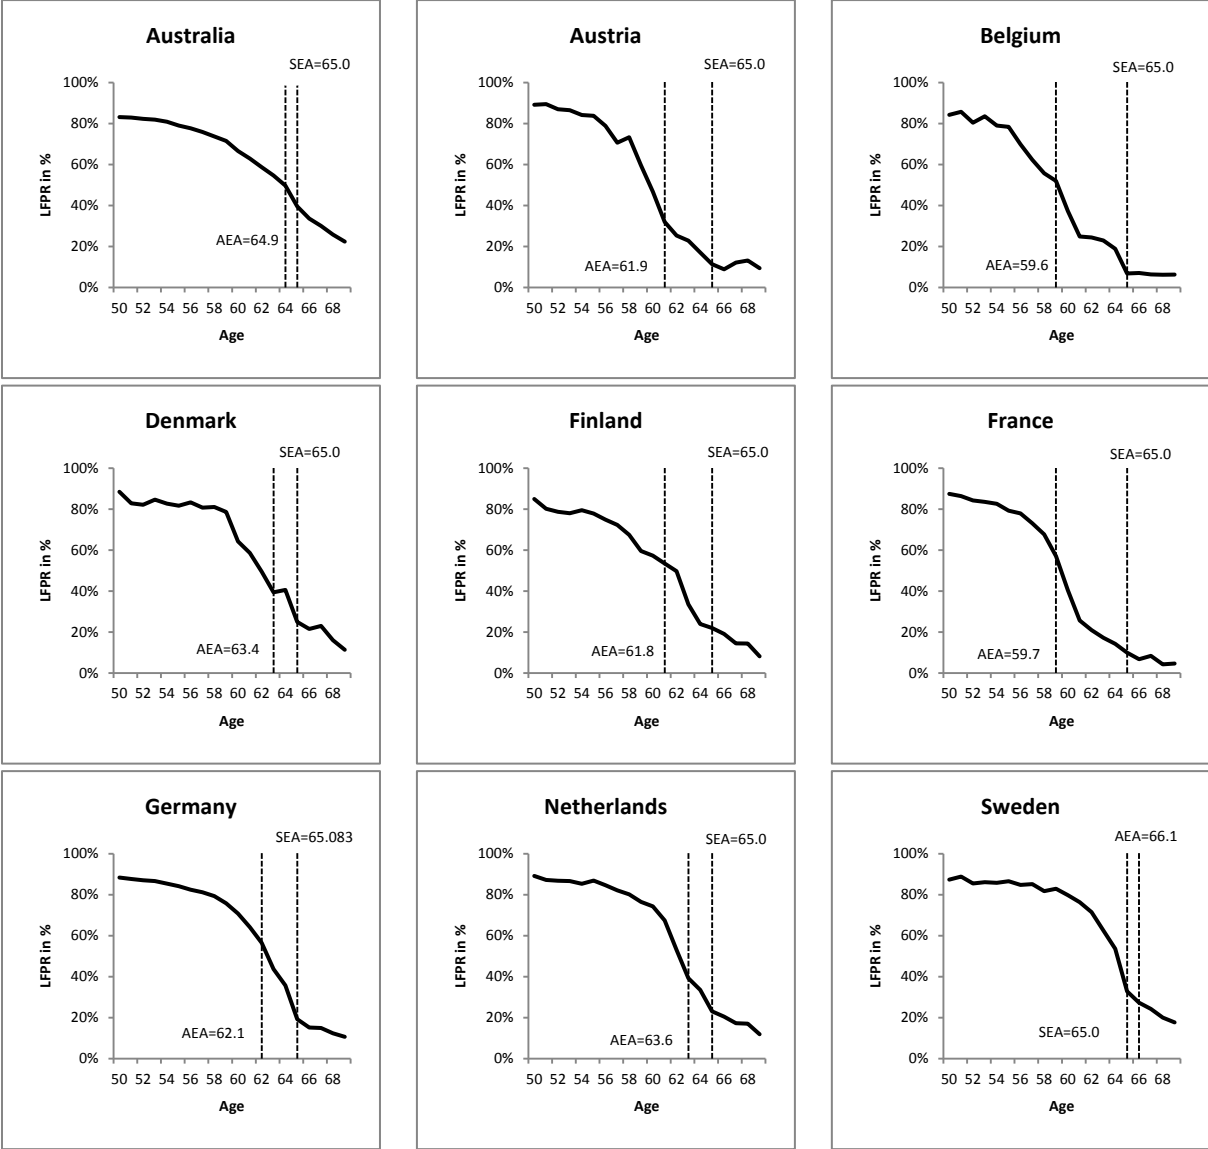 Australia
SEA=65.0
100%
80%
60%
40%
20%
0%
LFPR in %
AEA=64.9
50 52 54 56 58 60 62 64 66 68
Age
Austria
SEA=65.0
100%
80%
60%
40%
20%
0%
LFPR in %
AEA=61.9
50 52 54 56 58 60 62 64 66 68
Age
Belgium
SEA=65.0
100%
80%
60%
40%
20%
0%
LFPR in %
AEA=59.6
50 52 54 56 58 60 62 64 66 68
Age
Denmark
SEA=65.0
100%
80%
60%
40%
20%
0%
LFPR in %
AEA=63.4
50 52 54 56 58 60 62 64 66 68
Age
Finland
SEA=65.0
100%
80%
60%
40%
20%
0%
LFPR in %
AEA=61.8
50 52 54 56 58 60 62 64 66 68
Age
France
SEA=65.0
100%
80%
60%
40%
20%
0%
LFPR in %
AEA=59.7
50 52 54 56 58 60 62 64 66 68
Age
Germany
SEA=65.083
100%
80%
60%
40%
20%
0%
LFPR in %
AEA=62.1
50 52 54 56 58 60 62 64 66 68
Age
Netherlands
SEA=65.0
100%
80%
60%
40%
20%
0%
LFPR in %
AEA=63.6
50 52 54 56 58 60 62 64 66 68
Age
Sweden
AEA=66.1
100%
80%
60%
40%
20%
0%
LFPR in %
SEA=65.0
50 52 54 56 58 60 62 64 66 68
Age